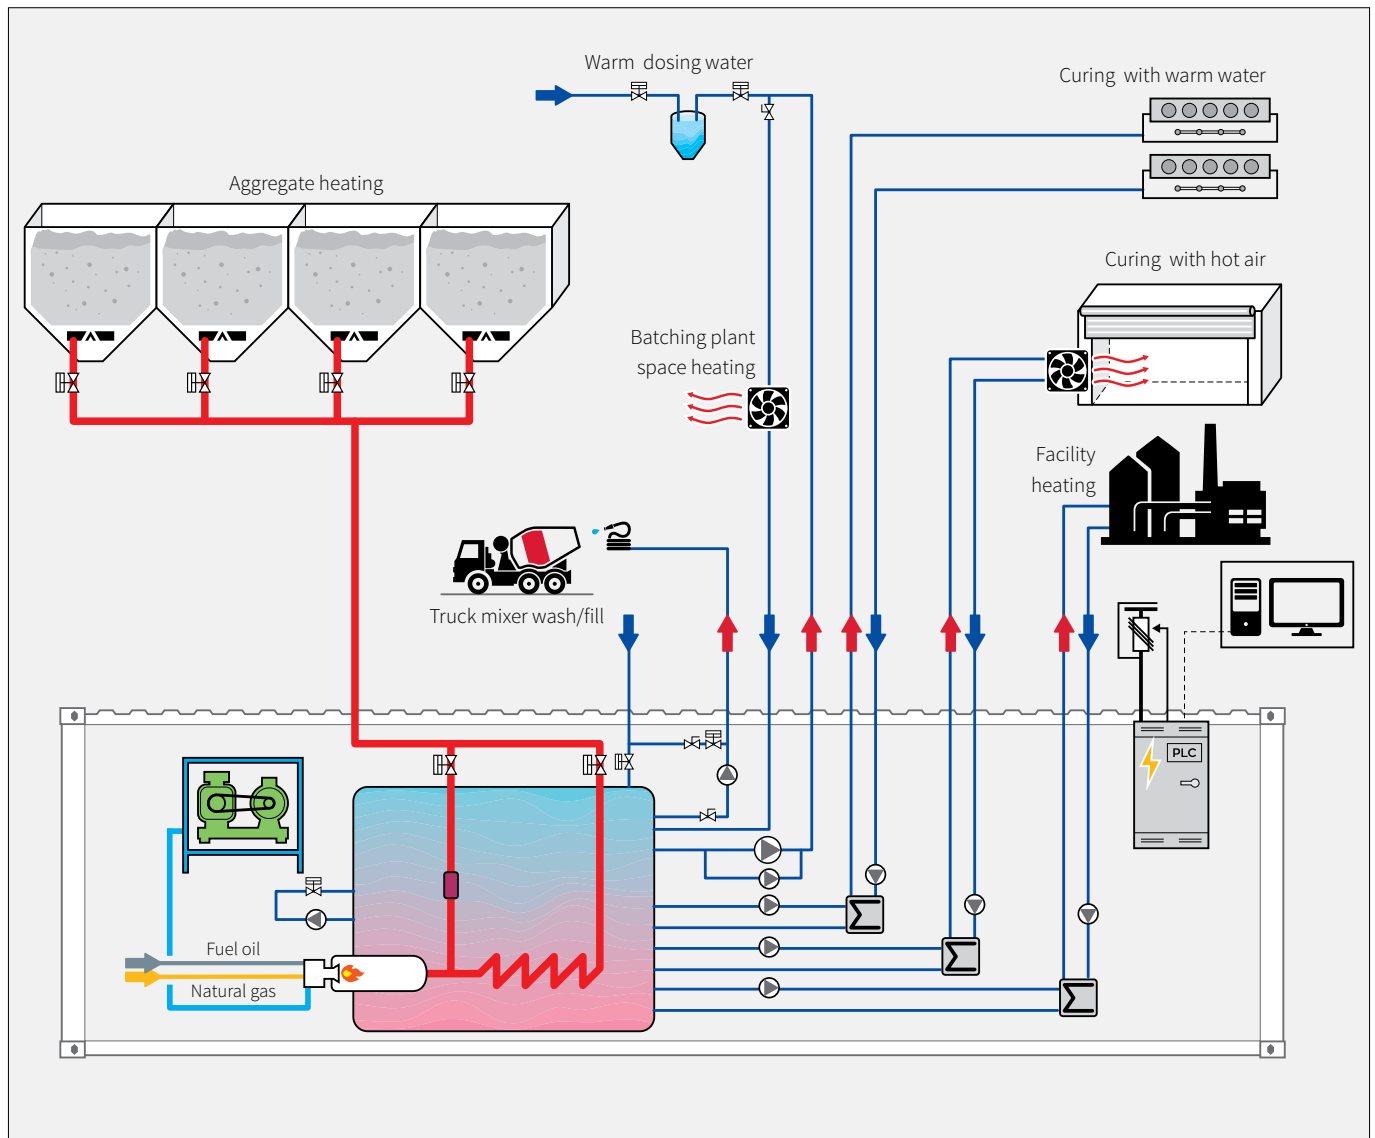 Warm dosing water
Curing with warm water
Aggregate heating
Curing with hot air
Batching plant
space heating
Facility
heating
Truck mixer wash/fill
PLC
Fuel oil
Natural gas